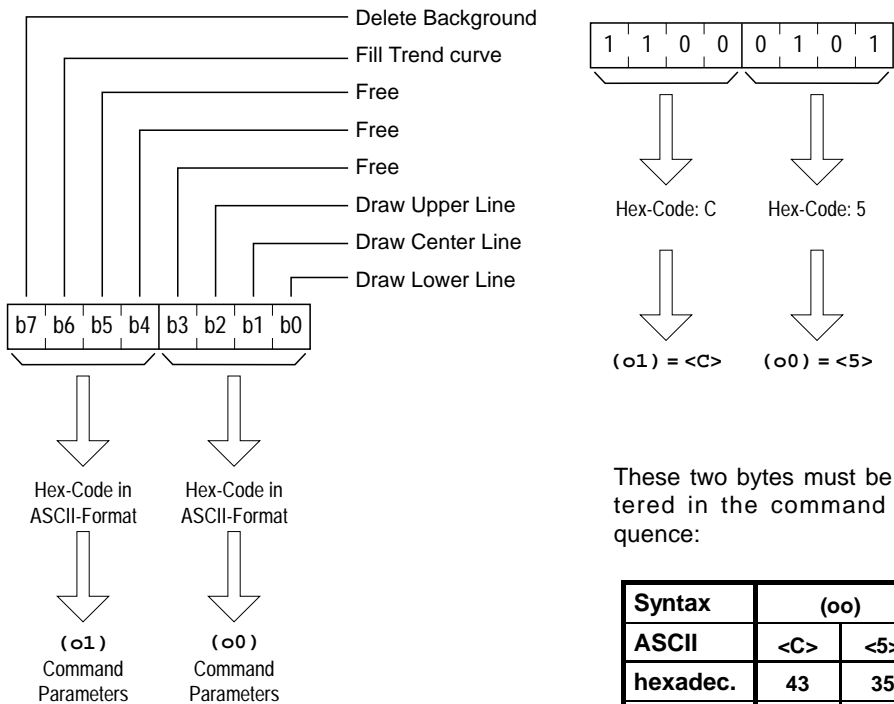 Delete Background
Fill Trend curve
Free
Free
Free
Draw Upper Line
Draw Center Line
Draw Lower Line
b7 b6 b5 b4 b3 b2 b1 b0
Hex-Code in
ASCII-Format
Hex-Code in
ASCII-Format
(o1)
Command
Parameters
(o0)
Command
Parameters
1 1 0 0 0 1 0 1
Hex-Code: C Hex-Code: 5
(o1) = <C> (o0) = <5>
These two bytes must be
tered in the command
quence:
Syntax (oo)
ASCII <C> <5>
hexadec. 43 35